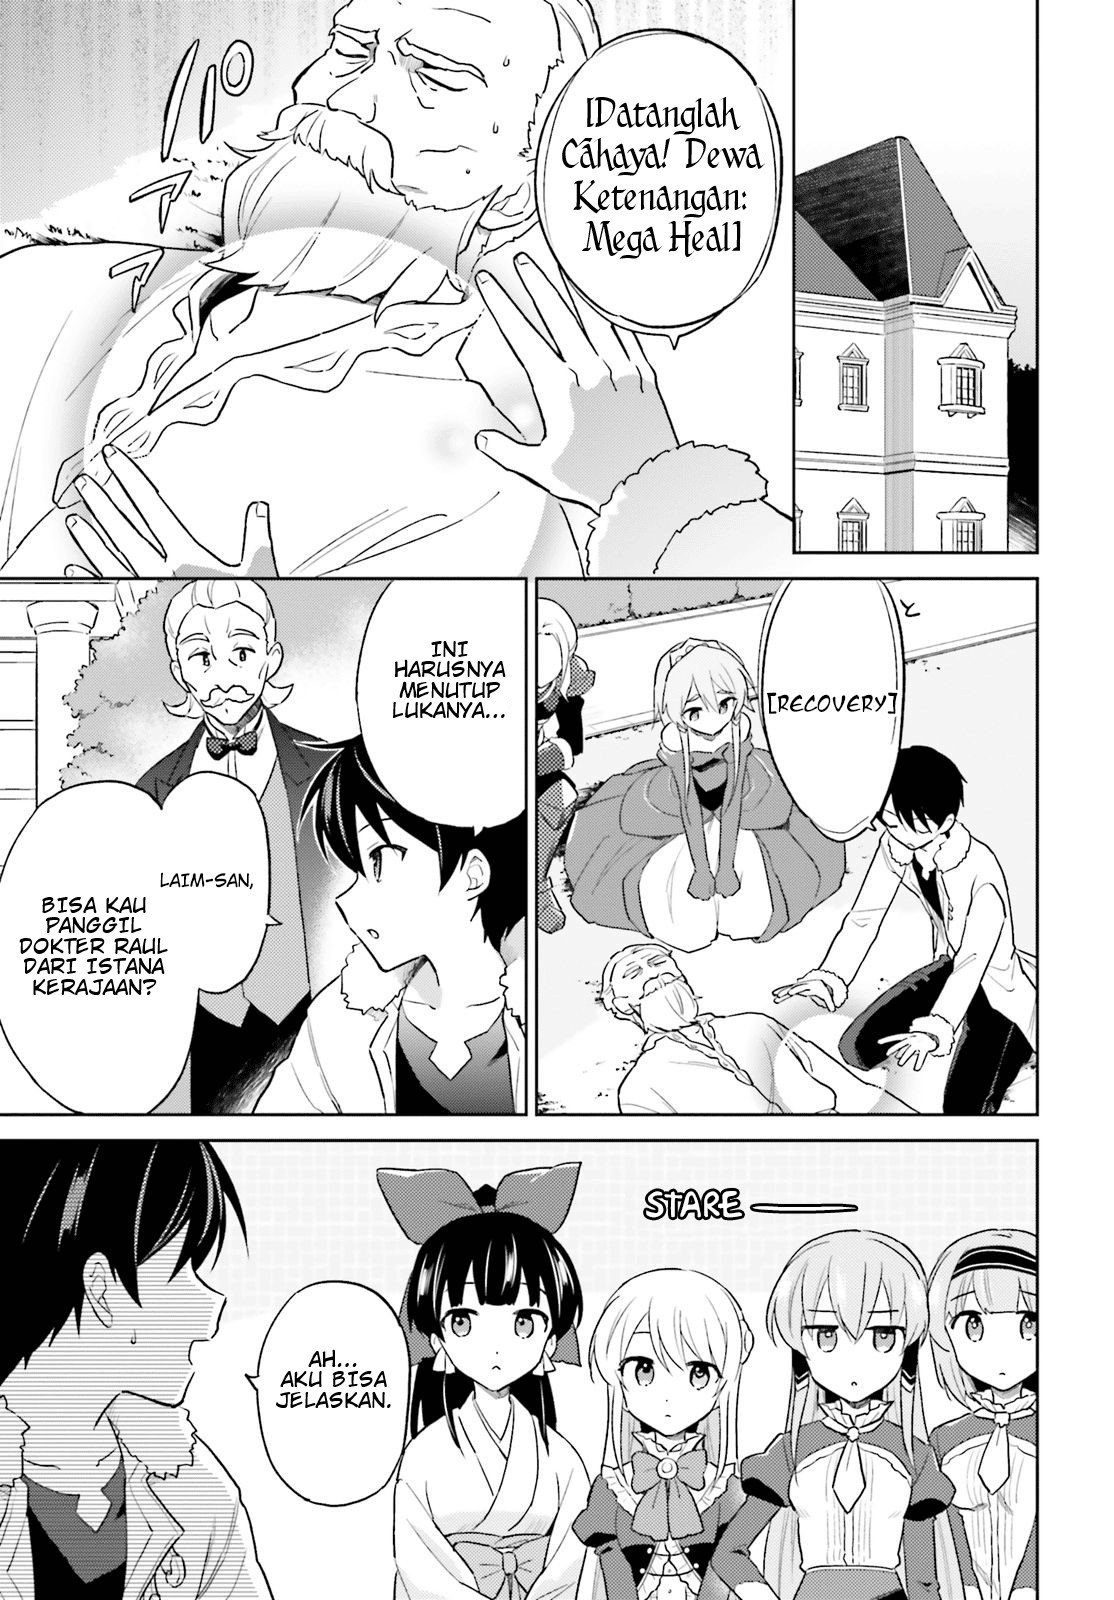 [Datanglah
Cahaya! Dewa
Ketenangan:
Mega Heal]
と
[RECOVERY]
INI
HARUSNYA
MENUTUP
LUKANYA...
LAIM-SAN,
BISA KAU
PANGGIL
DOKTER RAUL
DARI ISTANA
KERAJAAN?
STARE
AH...
AKU BISA
JELASKAN.